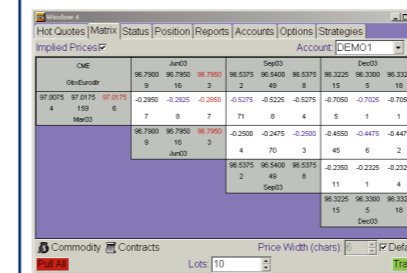 Window 4
Hot Quotes Matrix Status Position Reports Accounts Options Strategies
Implied Prices Account: DEMO1
CME Jun03 Sep03 Dec03
GlbxEurodlr 96.7900 96.7950 96.7950 96.5375 96.5400 96.5375 96.3225 96.3300 96.332
9 16 3 2 49 8 15 5 18
97.0075 97.0175 97.0175 -0.2950 -0.2825 -0.2850 -0.5275 -0.5225 -0.5275 -0.7050 -0.7025 -0.705
4 159 6 7 8 7 71 8 4 5 1 1
Mar03
96.7900 96.7950 96.7950 -0.2500 -0.2475 -0.2500 -0.4550 -0.4475 -0.447
9 16 3 4 70 3 45 6 2
Jun03
96.5375 96.5400 96.5375 -0.2350 -0.2325 -0.232
2 49 8 11 1 4
Sep03
96.3225 96.3300 96.332
15 5 18
Dec03
Commodity Contracts Price Width (chars): 6 Defa
Pull All Lots: 10 Tra